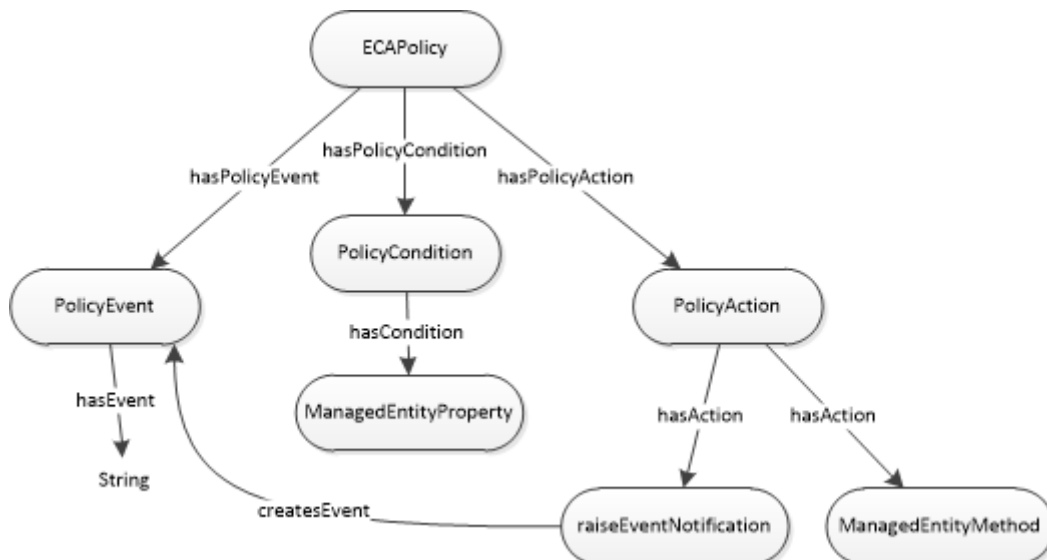 ECAPolicy
hasPolicyCondition
hasPolicyEvent
hasPolicyAction
PolicyCondition
PolicyEvent
PolicyAction
hasCondition
hasEvent
ManagedEntityProperty
hasAction
hasAction
String
createsEvent
raiseEventNotification
ManagedEntityMethod